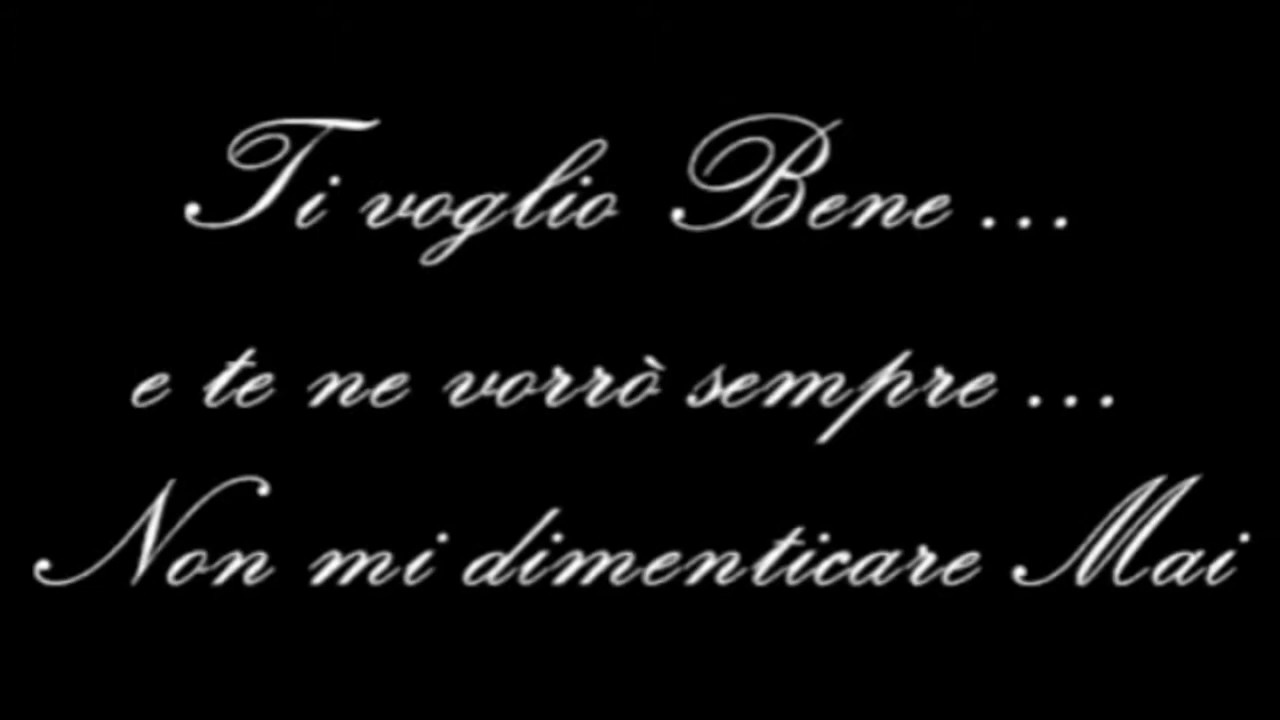 Ti voglio Bene ...
e te ne vorrò sempre ...
Non mi dimenticare Mai